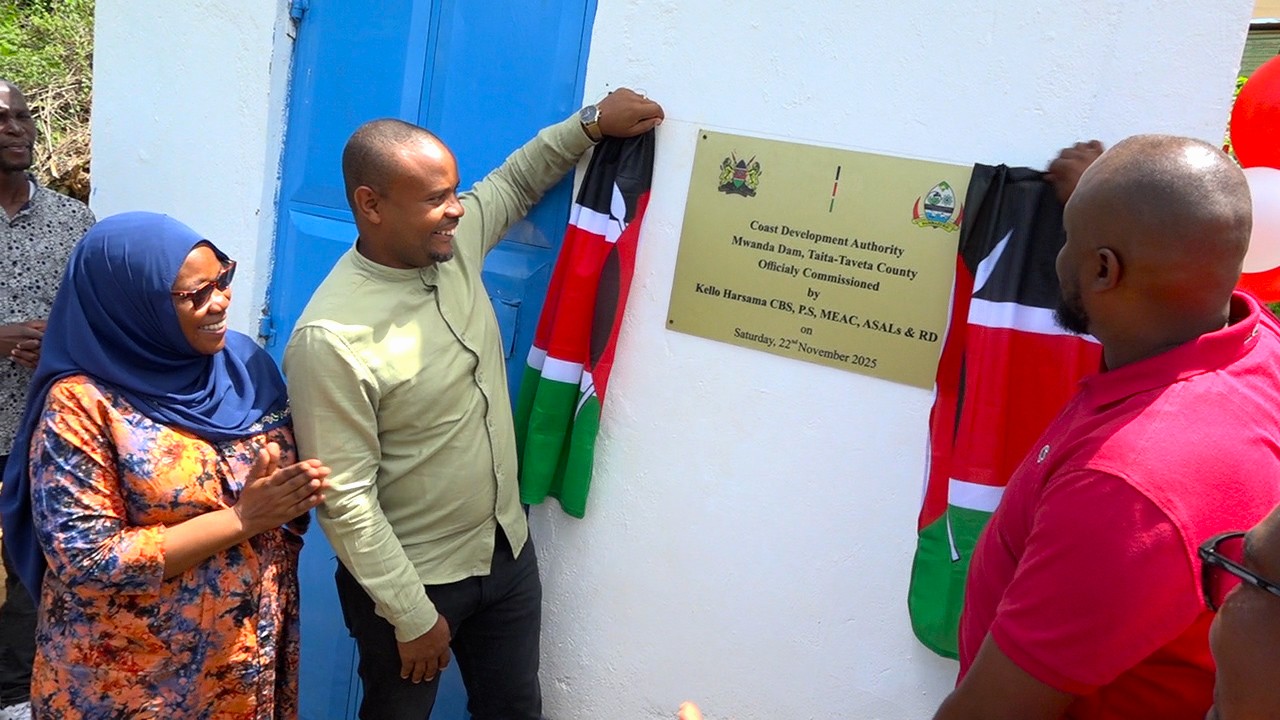 Coast Development Authority
Mwanda Dam, Taita-Taveta County
Officialy Commissioned
by
Kello Harsama CBS, P.S, MEAC, ASALs & RD
on
Saturday, 22nd November 2025